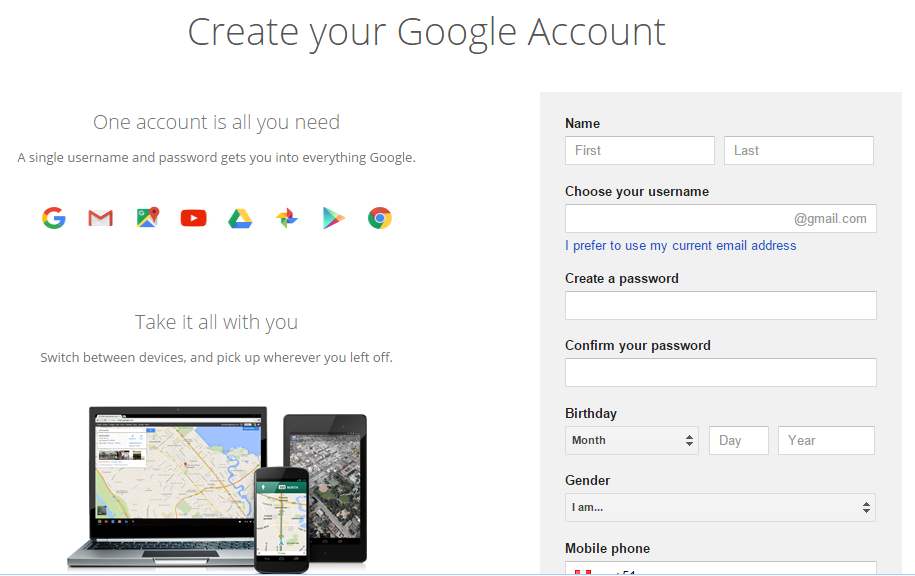 Create your Google Account
One account is all you need
A single username and password gets you into everything Google.
Take it all with you
Switch between devices, and pick up wherever you left off.
Name
First Last
Choose your username
@gmail.com
I prefer to use my current email address
Create a password
Confirm your password
Birthday
Month Day Year
Gender
I am...
Mobile phone
+51